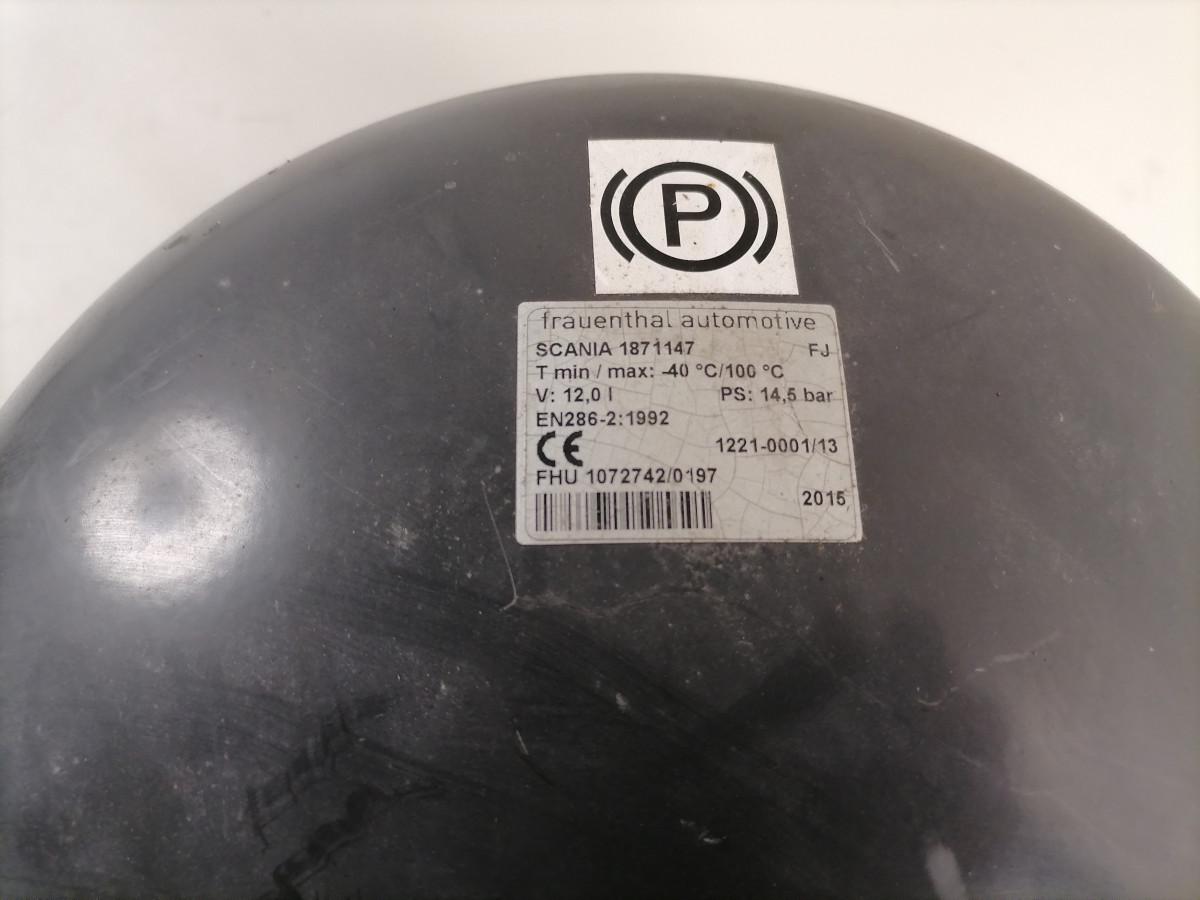 (P)
frauenthal automotive
SCANIA 1871147 FJ
T min / max: -40 °C/100 °C
V: 12,0 l PS: 14,5 bar
EN286-2:1992
CE 1221-0001/13
FHU 1072742/0197
2015